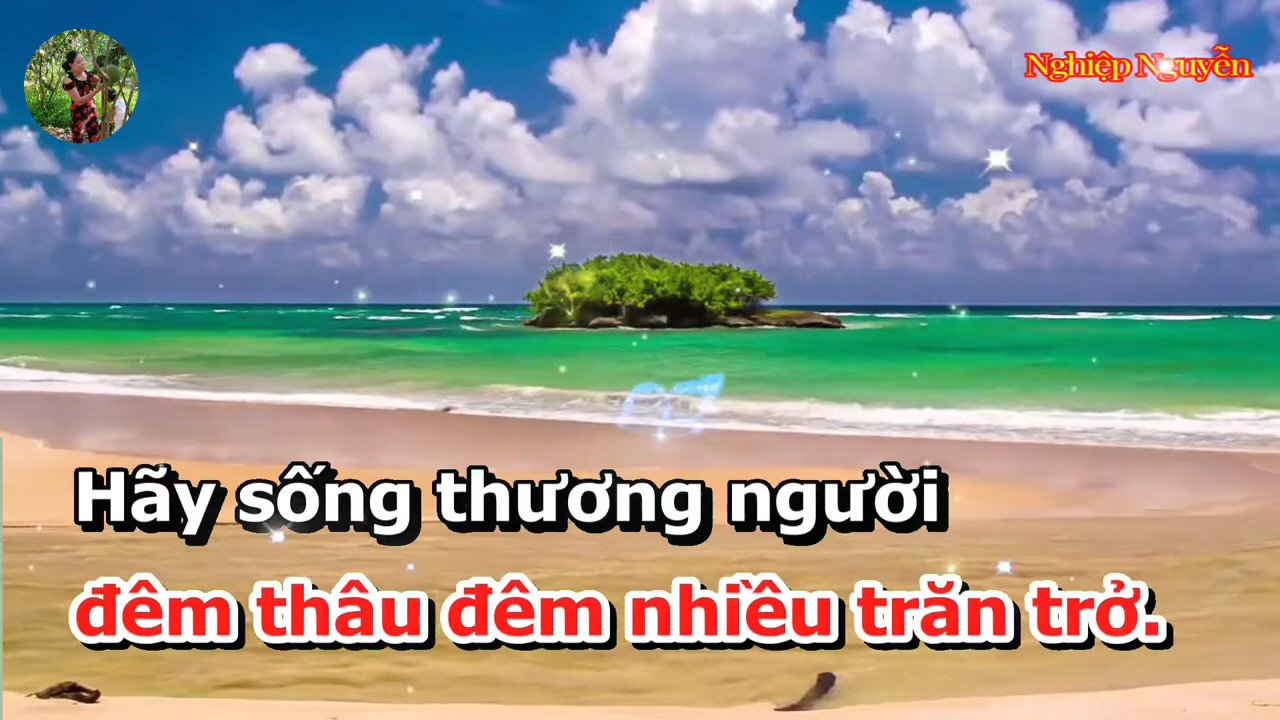 Nghiệp Nguyễn
Hãy sống thương người
đêm thâu đêm nhiều trăn trở.